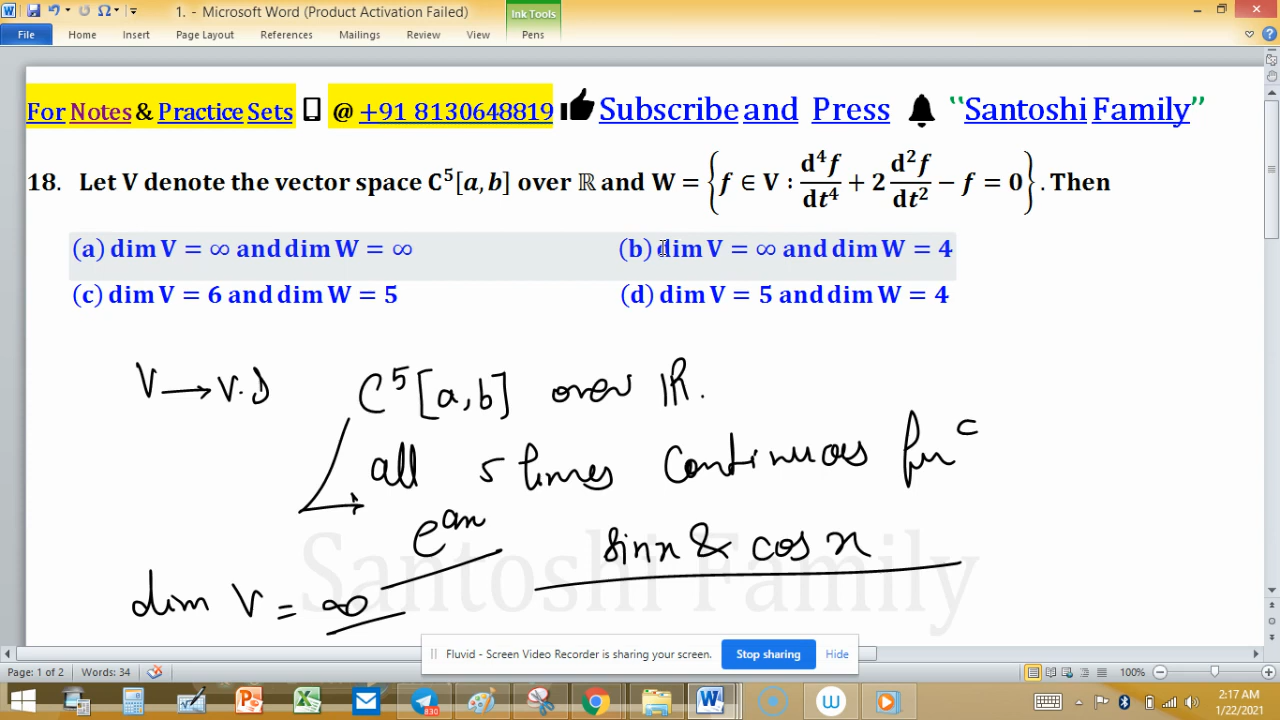 1. - Microsoft Word (Product Activation Failed)
Ink Tools
File Home Insert Page Layout References Mailings Review View Pens
For Notes & Practice Sets @ +91 8130648819 Subscribe and Press "Santoshi Family"
18. Let V denote the vector space C⁵[a, b] over ℝ and W = {f ∈ V : d⁴f/dt⁴ + 2 d²f/dt² − f = 0}. Then
(a) dim V = ∞ and dim W = ∞ (b) dim V = ∞ and dim W = 4
(c) dim V = 6 and dim W = 5 (d) dim V = 5 and dim W = 4
V → V.S C⁵[a, b] over ℝ.
all 5 times continuous funᶜ
eᵃˣ sinx & cos x
Santoshi Family
dim V = ∞
Fluvid - Screen Video Recorder is sharing your screen. Stop sharing Hide
Page: 1 of 2 Words: 34 100%
2:17 AM
1/22/2021